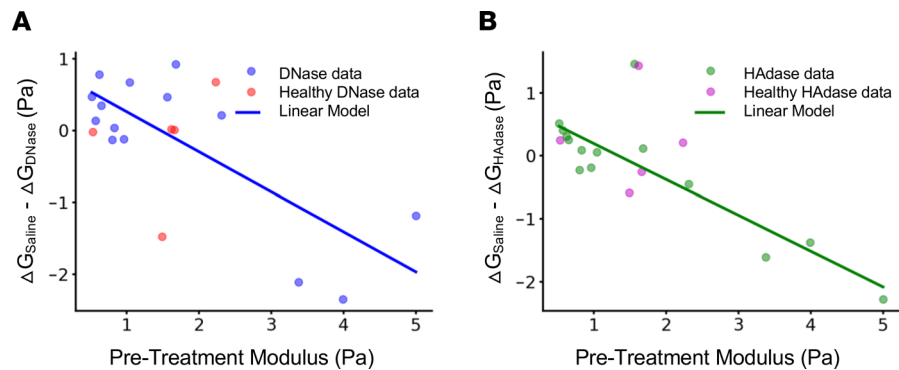 A
1
0
−1
−2
1
2
3
4
5
DNase data
Healthy DNase data
Linear Model
ΔG_Saline - ΔG_DNase (Pa)
Pre-Treatment Modulus (Pa)
B
1
0
−1
−2
1
2
3
4
5
HAdase data
Healthy HAdase data
Linear Model
ΔG_Saline - ΔG_HAdase (Pa)
Pre-Treatment Modulus (Pa)